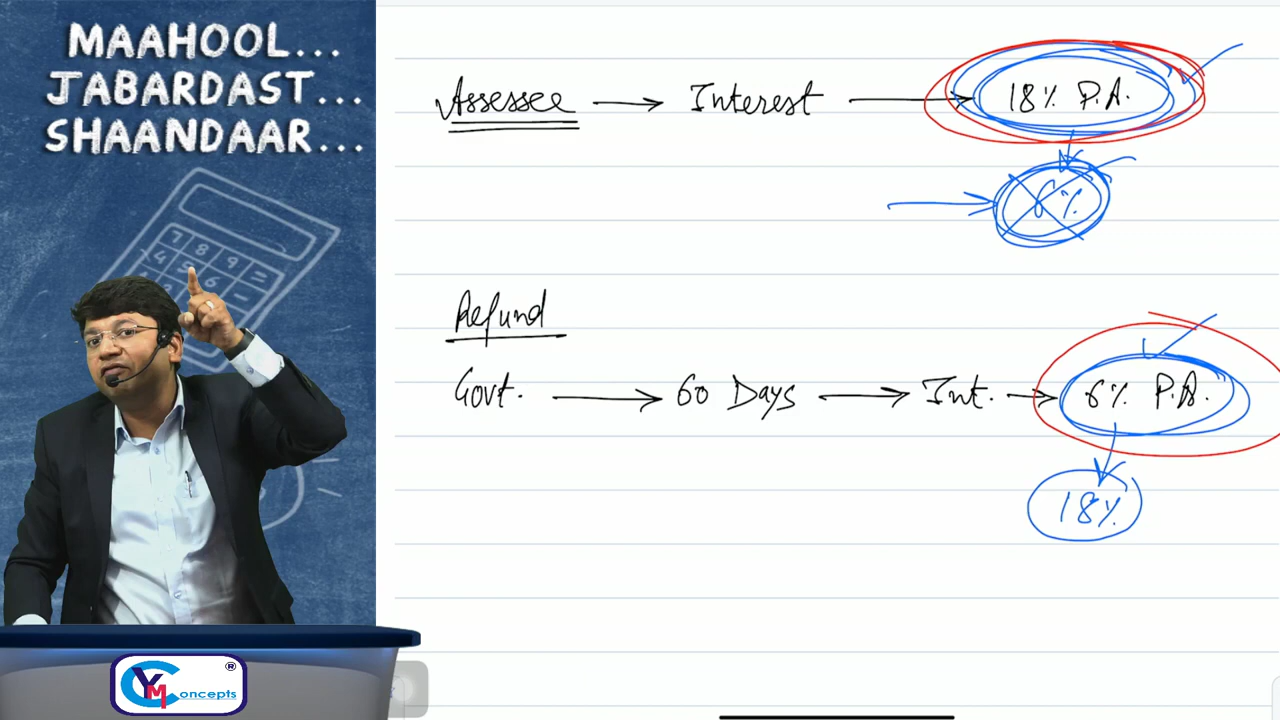 MAAHOOL...
JABARDAST...
SHAANDAAR...
7 8 9 =
4 5 6 -
Assessee → Interest → 18% P.A.
6%
Refund
Govt. → 60 Days → Int. → 6% P.A.
18%
YM Concepts ®